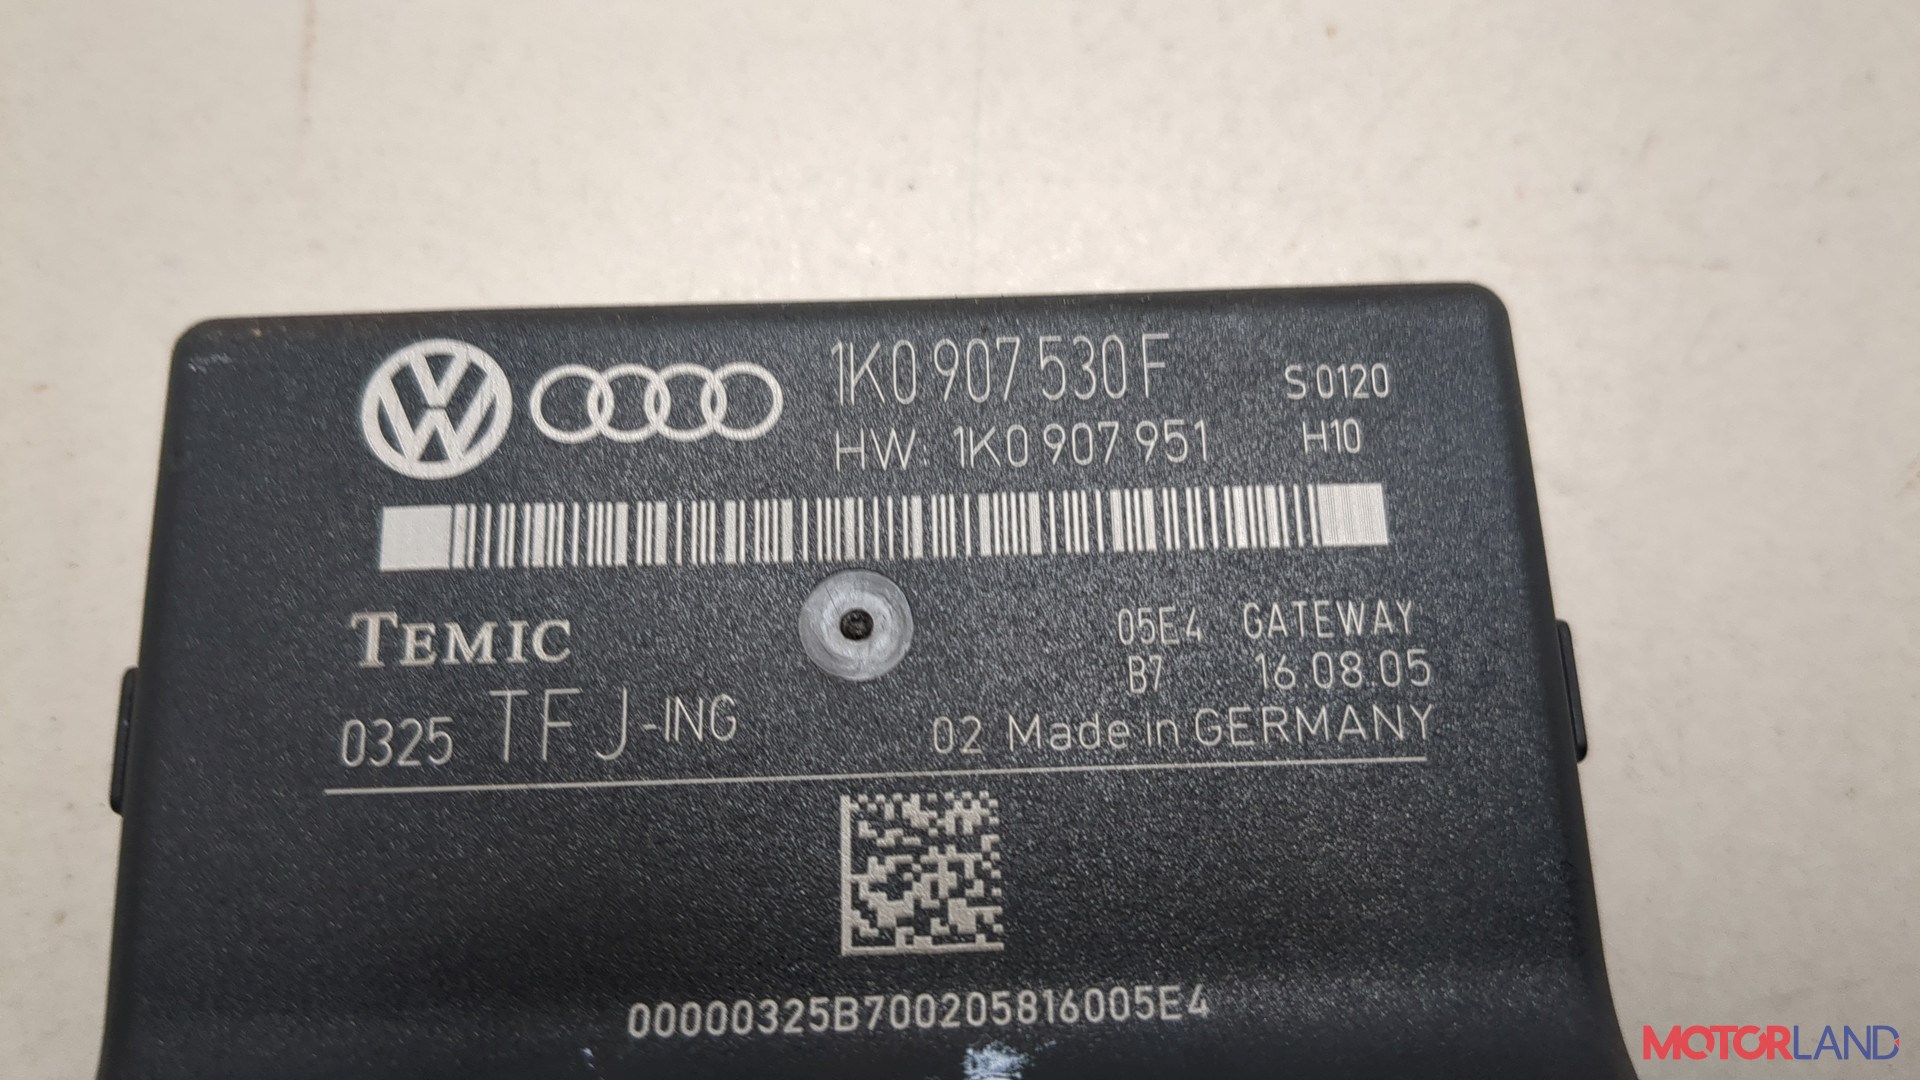 1K0 907 530 F S 0120
HW: 1K0 907 951 H10
TEMIC
05E4 GATEWAY
B7 16.08.05
0325 TFJ-ING 02 Made in GERMANY
00000325B700205816005E4
MOTORLAND